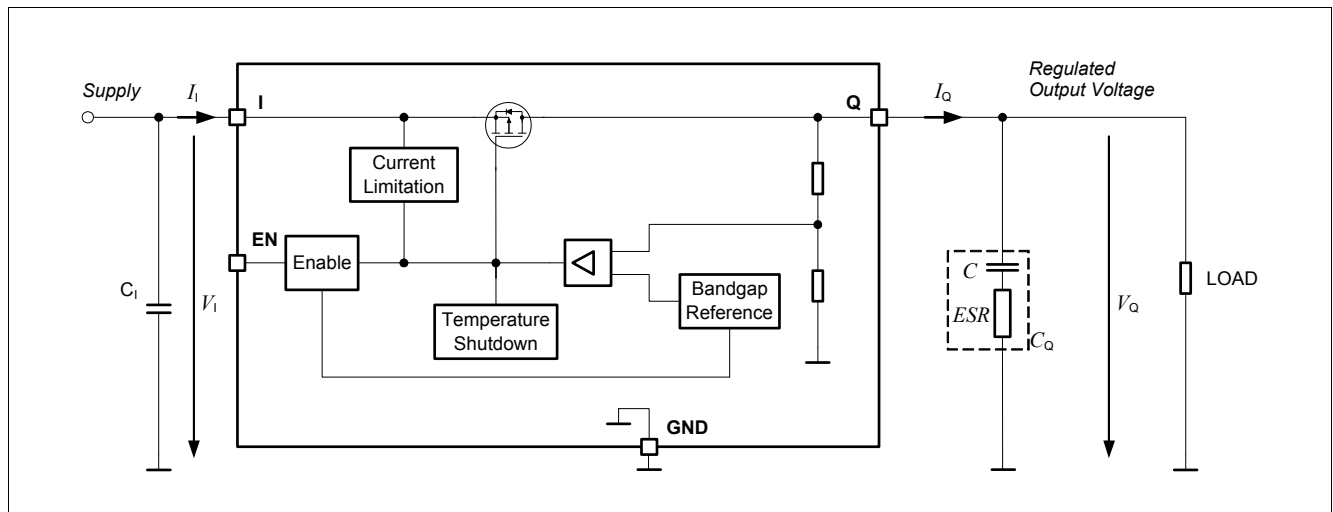 Supply
I_I
I
Q
I_Q
Regulated
Output Voltage
Current
Limitation
EN
Enable
C_I
V_I
Bandgap
Reference
Temperature
Shutdown
C
ESR
C_Q
V_Q
LOAD
GND